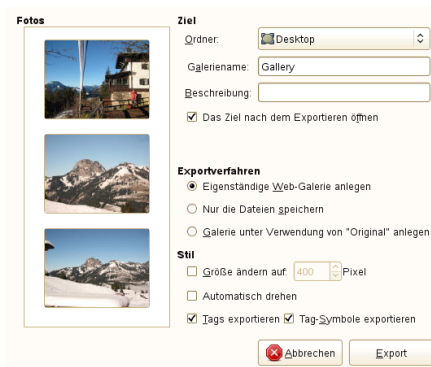 Fotos
Ziel
Ordner: Desktop
Galeriename: Gallery
Beschreibung:
Das Ziel nach dem Exportieren öffnen
Exportverfahren
Eigenständige Web-Galerie anlegen
Nur die Dateien speichern
Galerie unter Verwendung von "Original" anlegen
Stil
Größe ändern auf: 400 Pixel
Automatisch drehen
Tags exportieren Tag-Symbole exportieren
Abbrechen Export